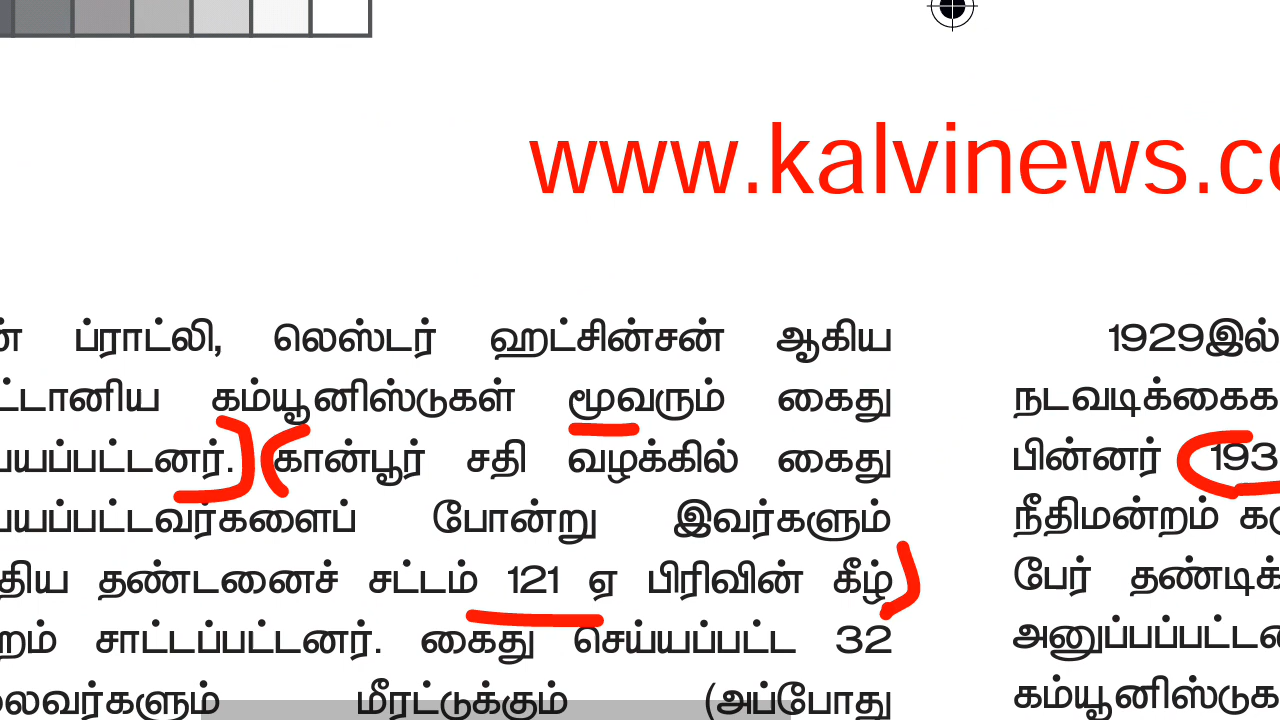 www.kalvinews.co
ப்ராட்லி, லெஸ்டர் ஹட்சின்சன் ஆகிய
கம்யூனிஸ்டுகள் மூவரும் கைது
கான்பூர் சதி வழக்கில் கைது
போன்று இவர்களும்
தண்டனைச் சட்டம் 121 ஏ பிரிவின் கீழ்
சாட்டப்பட்டனர். கைது செய்யப்பட்ட 32
மீரட்டுக்கும் (அப்போது
1929இல்
நடவடிக்கைக
பின்னர் 193
நீதிமன்றம்
பேர் தண்டிக்
அனுப்பப்பட்ட
கம்யூனிஸ்டுக